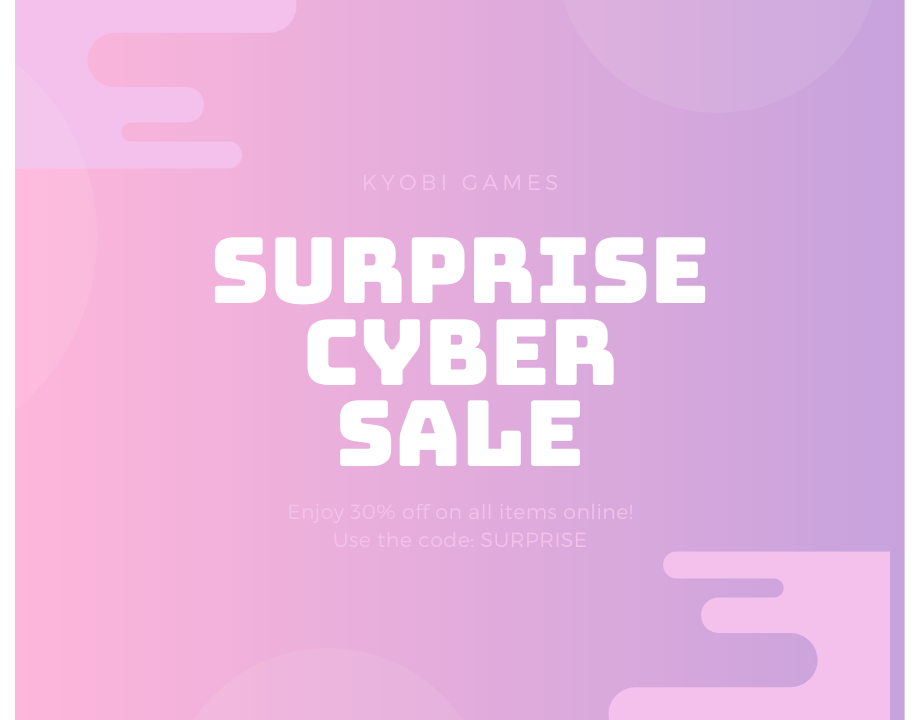 KYOBI GAMES
SURPRISE
CYBER
SALE
Enjoy 30% off on all items online!
Use the code: SURPRISE